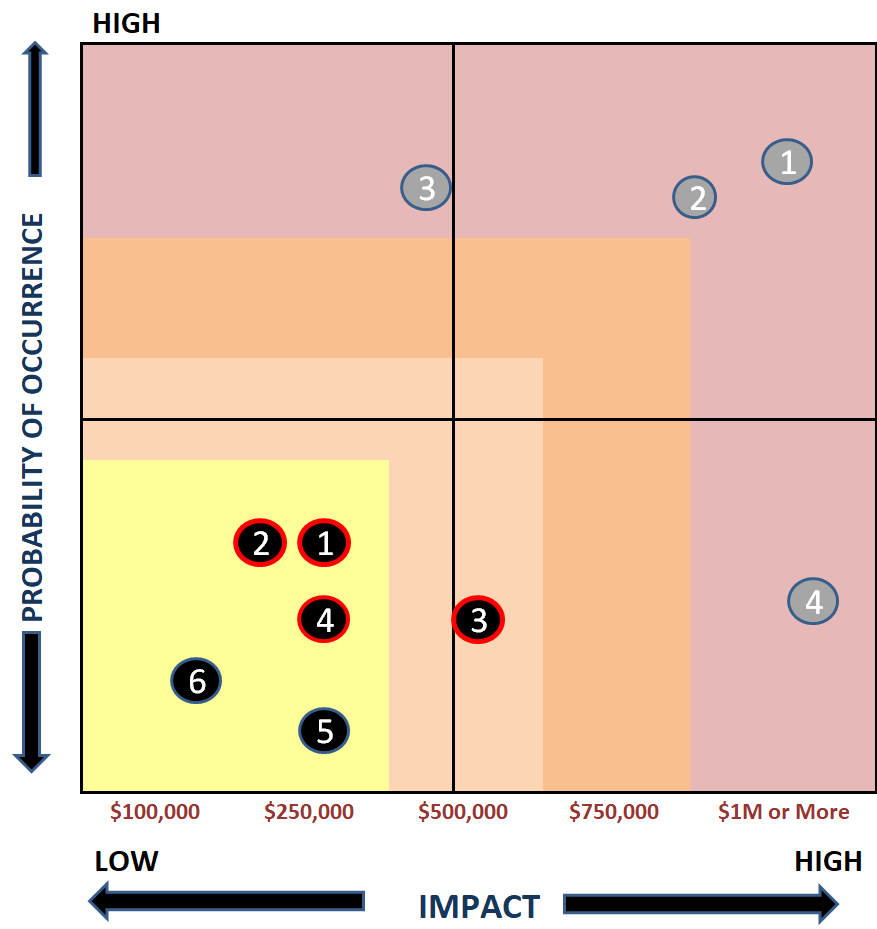 HIGH
PROBABILITY OF OCCURRENCE
1
2
3
2
1
4
3
4
6
5
$100,000 $250,000 $500,000 $750,000 $1M or More
LOW HIGH
IMPACT